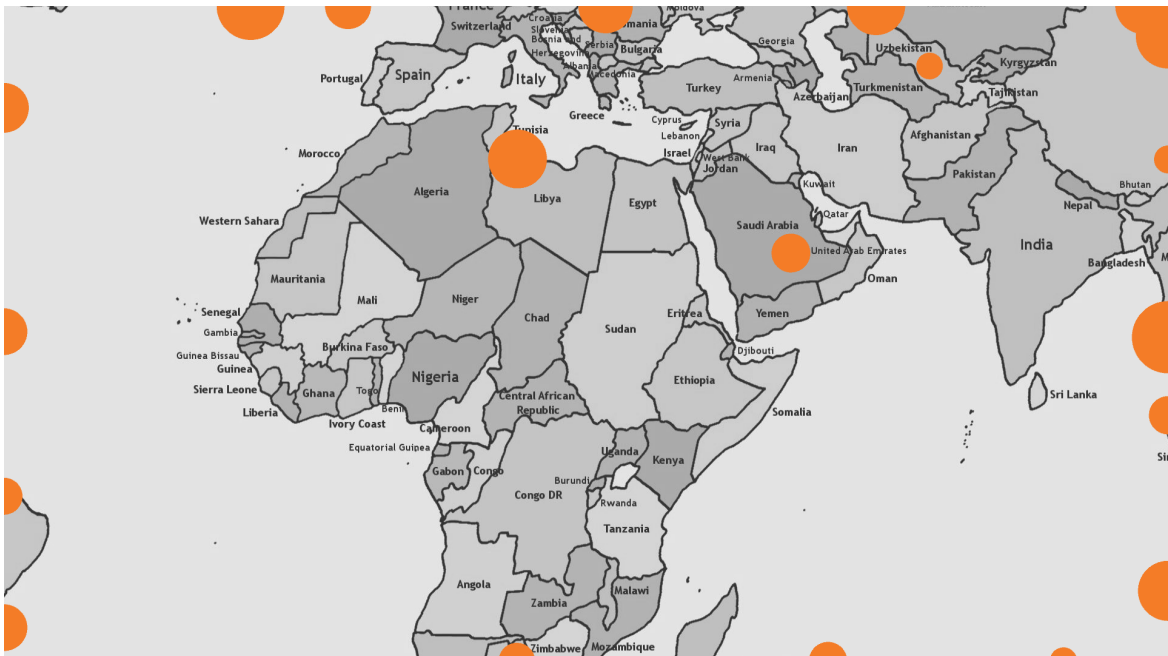 France
Moldova
Switzerland
Croatia
Slovenia
Romania
Bosnia and
Herzegovina
Serbia
Bulgaria
Georgia
Uzbekistan
Kyrgyzstan
Albania
Macedonia
Portugal
Spain
Italy
Armenia
Azerbaijan
Turkmenistan
Tajikistan
Turkey
Greece
Cyprus
Syria
Lebanon
Afghanistan
Tunisia
Morocco
Israel
West Bank
Jordan
Iraq
Iran
Pakistan
Algeria
Libya
Egypt
Kuwait
Bhutan
Nepal
Western Sahara
Saudi Arabia
Qatar
India
United Arab Emirates
Bangladesh
Mauritania
Mali
Niger
Oman
Senegal
Chad
Eritrea
Yemen
Gambia
Sudan
Guinea Bissau
Burkina Faso
Djibouti
Guinea
Nigeria
Ethiopia
Sierra Leone
Ghana
Togo
Central African
Republic
Sri Lanka
Liberia
Benin
Somalia
Ivory Coast
Cameroon
Equatorial Guinea
Uganda
Kenya
Gabon
Congo
Burundi
Congo DR
Rwanda
Tanzania
Angola
Malawi
Zambia
Zimbabwe
Mozambique